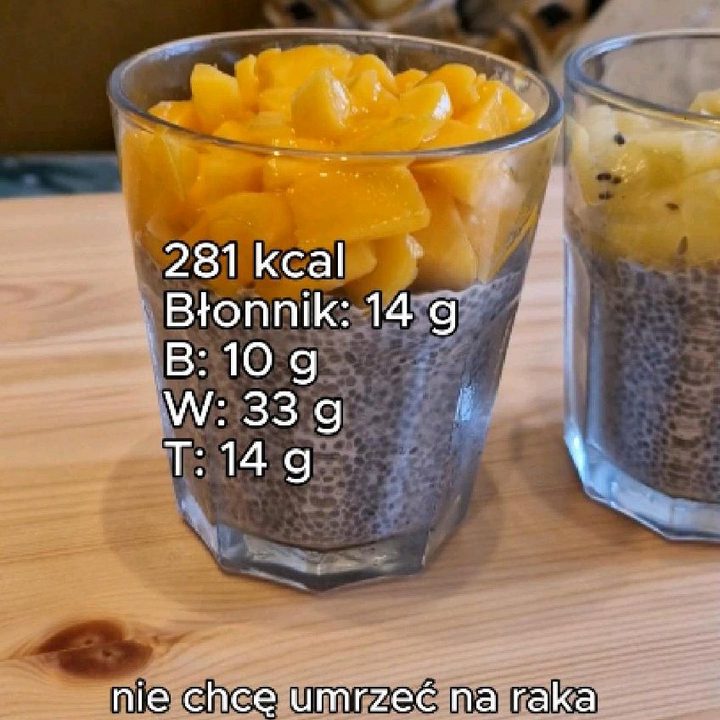 281 kcal
Błonnik: 14 g
B: 10 g
W: 33 g
T: 14 g
nie chcę umrzeć na raka